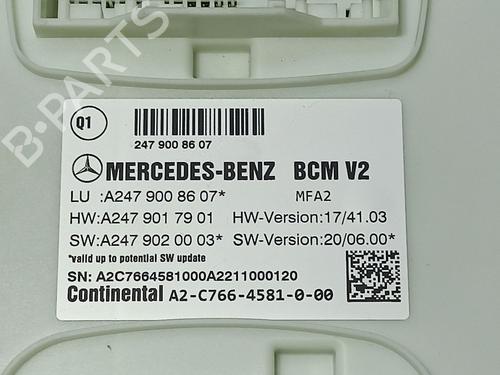 B-PARTS
Q1
247 900 86 07
MERCEDES-BENZ BCM V2
LU :A247 900 86 07* MFA2
HW:A247 901 79 01 HW-Version:17/41.03
SW:A247 902 00 03* SW-Version:20/06.00*
*valid up to potential SW update
SN: A2C7664581000A2211000120
Continental A2-C766-4581-0-00